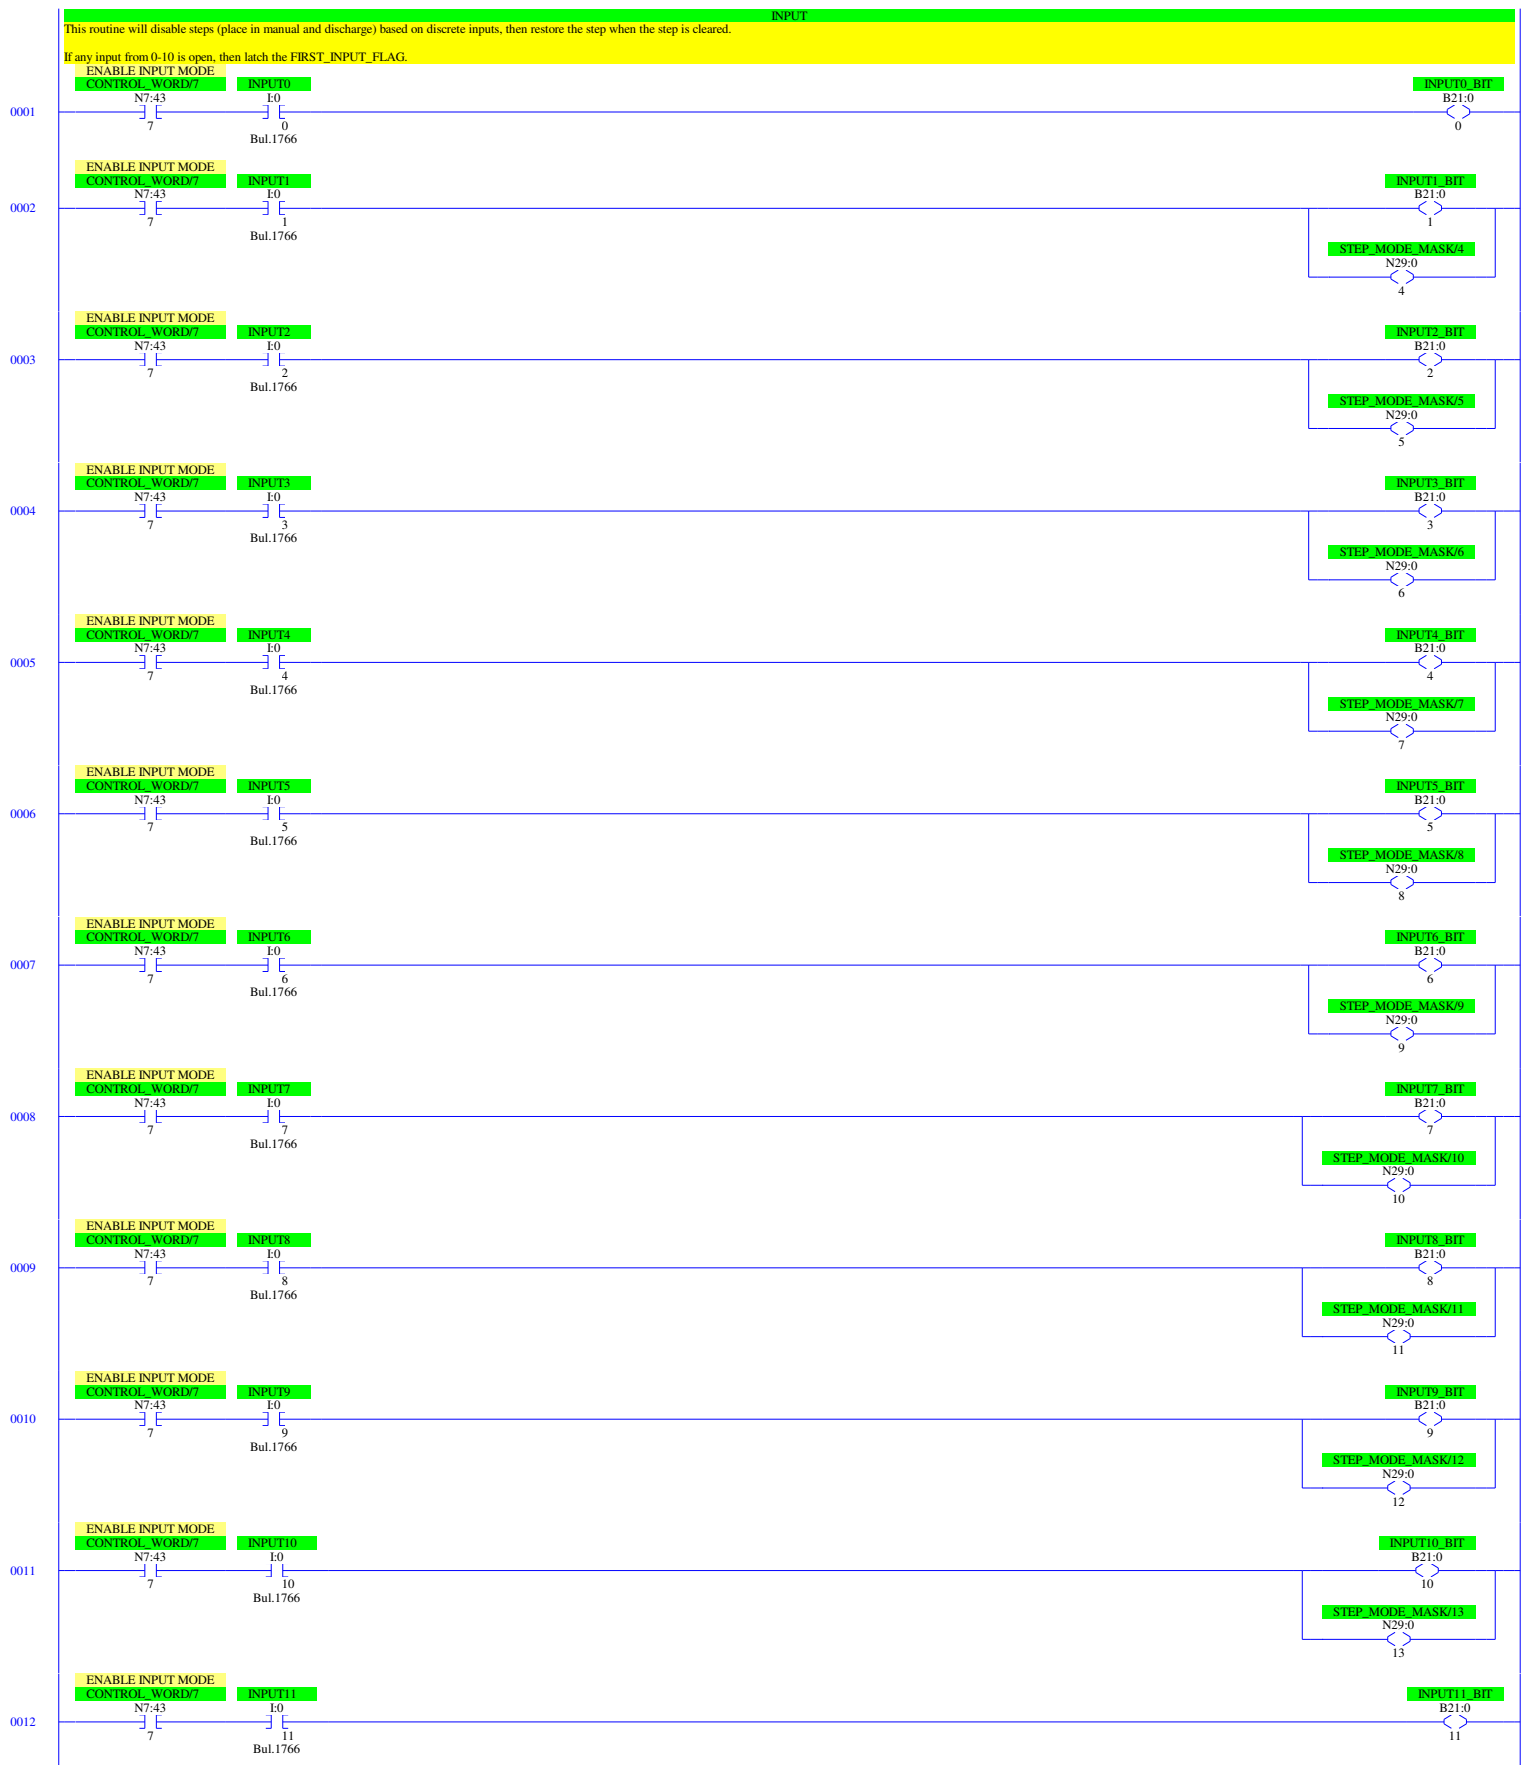 INPUT
This routine will disable steps (place in manual and discharge) based on discrete inputs, then restore the step when the step is cleared.
If any input from 0-10 is open, then latch the FIRST_INPUT_FLAG.
ENABLE INPUT MODE
CONTROL_WORD/7 INPUT0 INPUT0_BIT
N7:43 I:0 B21:0
0001
7 0 0
Bul.1766
ENABLE INPUT MODE
CONTROL_WORD/7 INPUT1 INPUT1_BIT
N7:43 I:0 B21:0
0002
7 1 1
Bul.1766
STEP_MODE_MASK/4
N29:0
4
ENABLE INPUT MODE
CONTROL_WORD/7 INPUT2 INPUT2_BIT
N7:43 I:0 B21:0
0003
7 2 2
Bul.1766
STEP_MODE_MASK/5
N29:0
5
ENABLE INPUT MODE
CONTROL_WORD/7 INPUT3 INPUT3_BIT
N7:43 I:0 B21:0
0004
7 3 3
Bul.1766
STEP_MODE_MASK/6
N29:0
6
ENABLE INPUT MODE
CONTROL_WORD/7 INPUT4 INPUT4_BIT
N7:43 I:0 B21:0
0005
7 4 4
Bul.1766
STEP_MODE_MASK/7
N29:0
7
ENABLE INPUT MODE
CONTROL_WORD/7 INPUT5 INPUT5_BIT
N7:43 I:0 B21:0
0006
7 5 5
Bul.1766
STEP_MODE_MASK/8
N29:0
8
ENABLE INPUT MODE
CONTROL_WORD/7 INPUT6 INPUT6_BIT
N7:43 I:0 B21:0
0007
7 6 6
Bul.1766
STEP_MODE_MASK/9
N29:0
9
ENABLE INPUT MODE
CONTROL_WORD/7 INPUT7 INPUT7_BIT
N7:43 I:0 B21:0
0008
7 7 7
Bul.1766
STEP_MODE_MASK/10
N29:0
10
ENABLE INPUT MODE
CONTROL_WORD/7 INPUT8 INPUT8_BIT
N7:43 I:0 B21:0
0009
7 8 8
Bul.1766
STEP_MODE_MASK/11
N29:0
11
ENABLE INPUT MODE
CONTROL_WORD/7 INPUT9 INPUT9_BIT
N7:43 I:0 B21:0
0010
7 9 9
Bul.1766
STEP_MODE_MASK/12
N29:0
12
ENABLE INPUT MODE
CONTROL_WORD/7 INPUT10 INPUT10_BIT
N7:43 I:0 B21:0
0011
7 10 10
Bul.1766
STEP_MODE_MASK/13
N29:0
13
ENABLE INPUT MODE
CONTROL_WORD/7 INPUT11 INPUT11_BIT
N7:43 I:0 B21:0
0012
7 11 11
Bul.1766